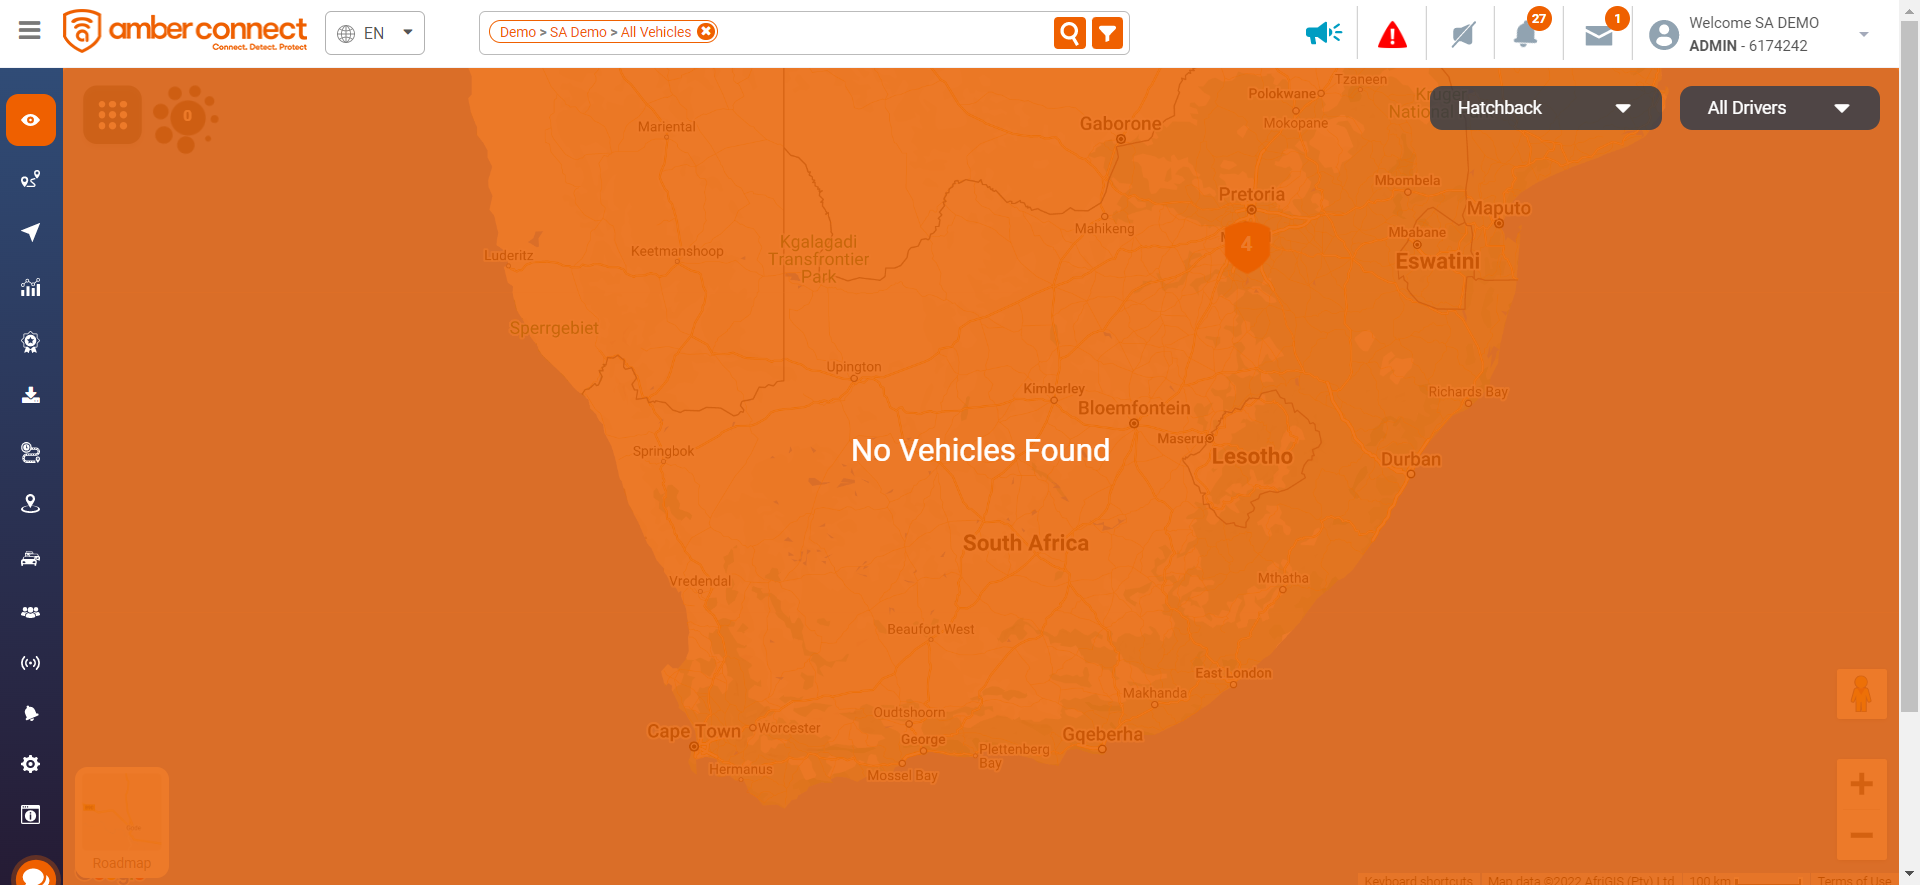 amber connect
Connect. Detect. Protect
EN
Demo > SA Demo > All Vehicles
27
1
Welcome SA DEMO
ADMIN - 6174242
0
Hatchback
All Drivers
Tzaneen
Polokwane
Mokopane
Mariental
Gaborone
Pretoria
Mbombela
Maputo
Mahikeng
4
Mbabane
Eswatini
Kgalagadi
Transfrontier
Park
Keetmanshoop
Luderitz
Sperrgebiet
Upington
Kimberley
Richards Bay
Bloemfontein
Maseru
Lesotho
Durban
Springbok
No Vehicles Found
South Africa
Vredendal
Mthatha
Beaufort West
East London
Makhanda
Oudtshoorn
Cape Town
Worcester
George
Gqeberha
Plettenberg
Bay
Hermanus
Mossel Bay
Roadmap
Keyboard shortcuts
Map data ©2022 AfriGIS (Pty) Ltd
100 km
Terms of Use